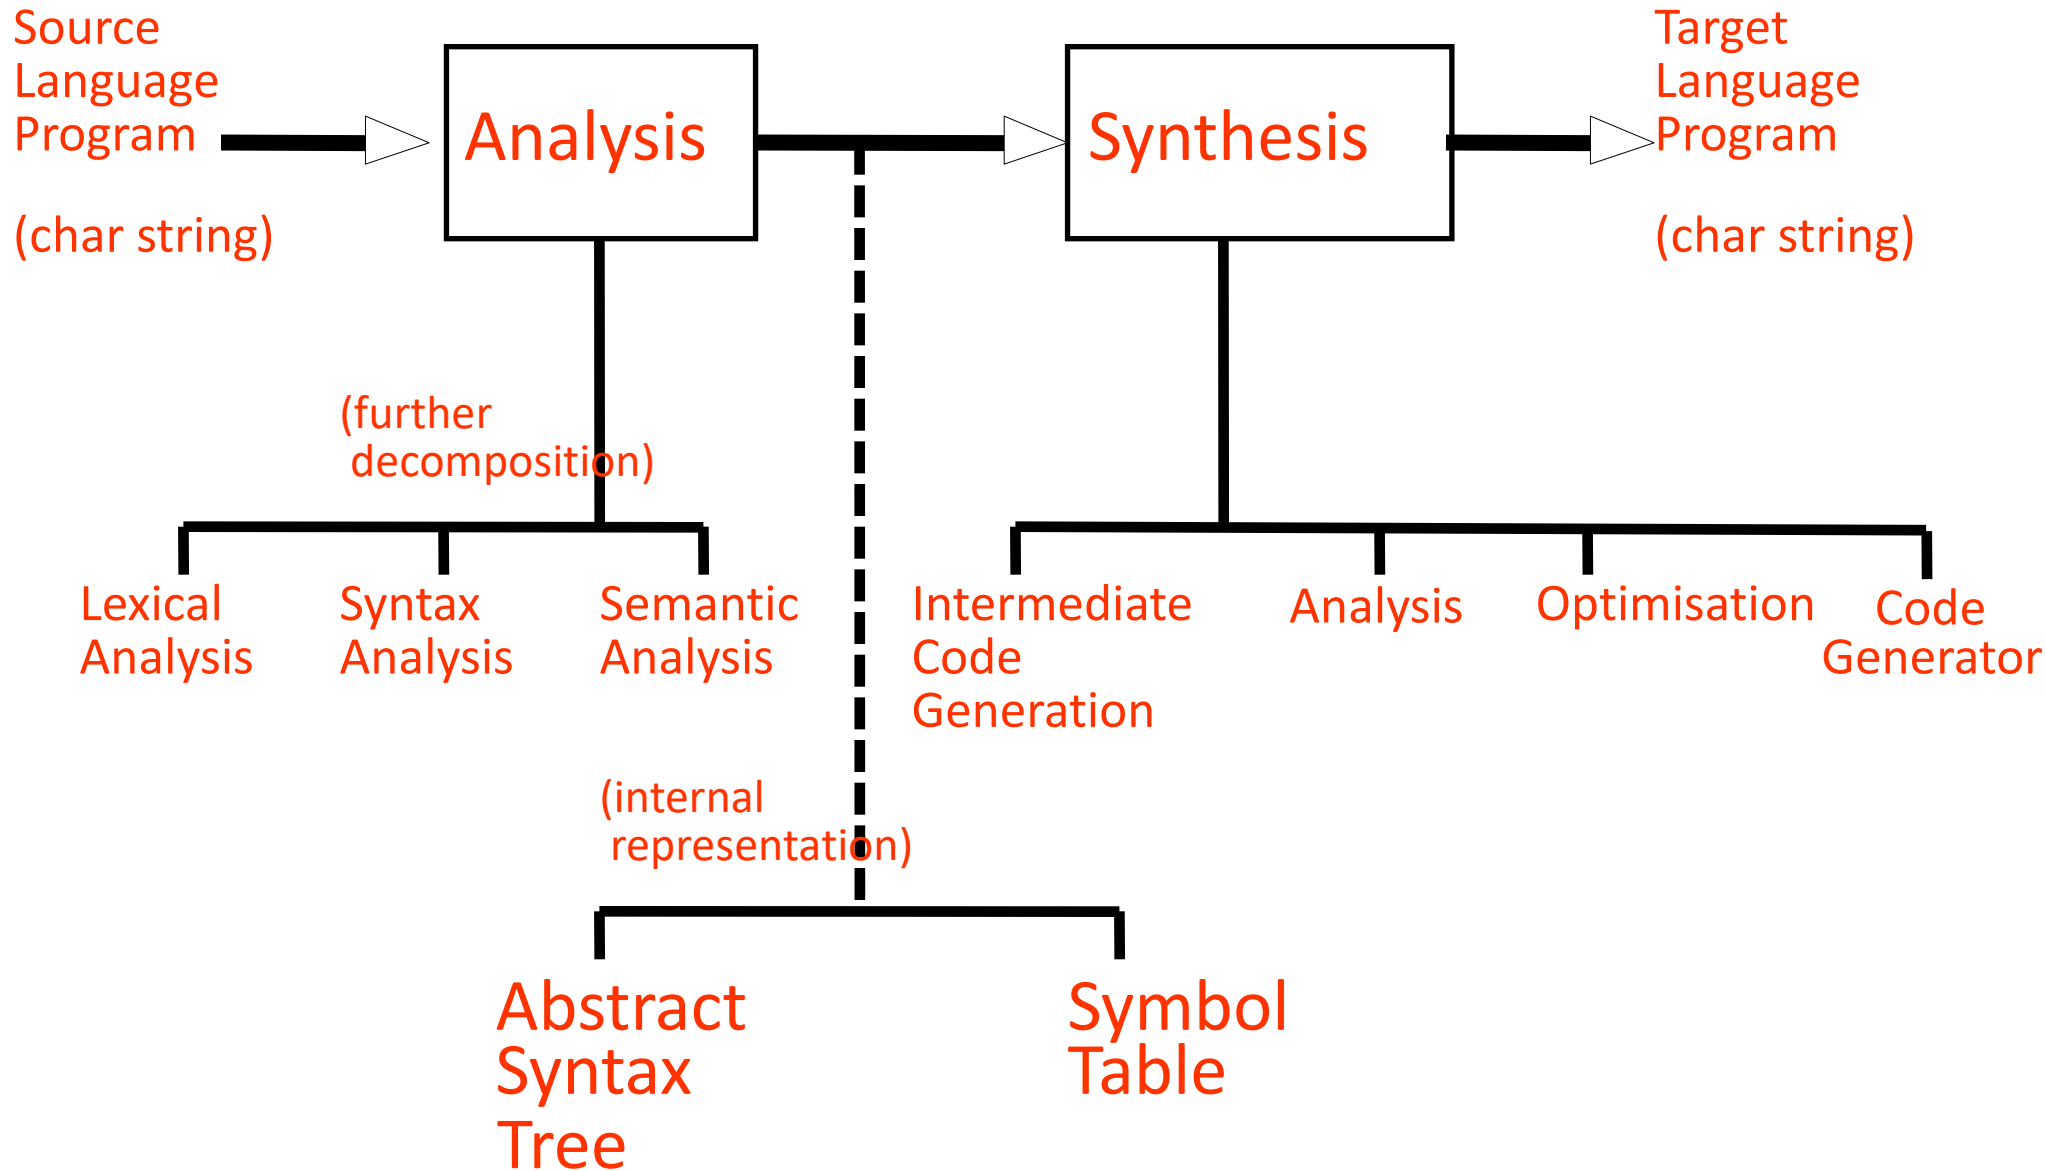 Source
Language
Program
(char string)
Analysis
Synthesis
Target
Language
Program
(char string)
(further
decomposition)
Lexical
Analysis
Syntax
Analysis
Semantic
Analysis
Intermediate
Code
Generation
Analysis
Optimisation
Code
Generator
(internal
representation)
Abstract
Syntax
Tree
Symbol
Table